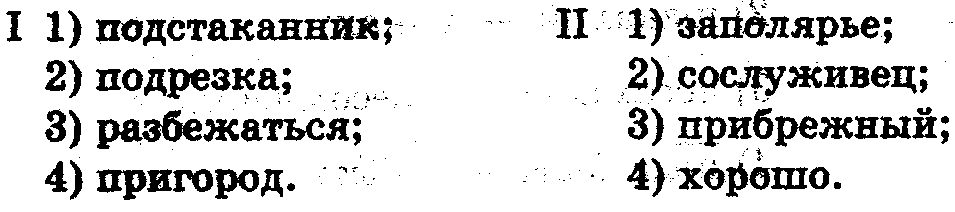 I 1) подстаканник; II 1) заполярье;
2) подрезка; 2) сослуживец;
3) разбежаться; 3) прибрежный;
4) пригород. 4) хорошо.